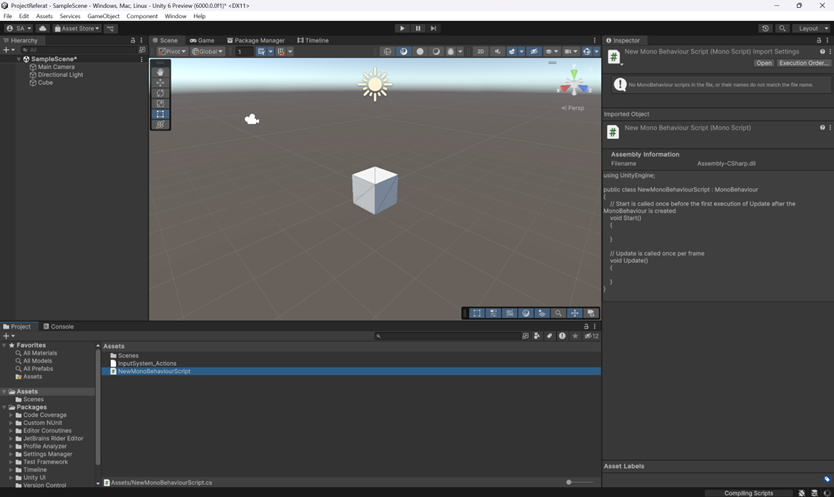 ProjectReferat - SampleScene - Windows, Mac, Linux - Unity 6 Preview (6000.0.0f1)* <DX11>
File Edit Assets Services GameObject Component Window Help
SA Asset Store Layout
Hierarchy
All
SampleScene*
Main Camera
Directional Light
Cube
Scene Game Package Manager Timeline
Pivot Global 1 2D
Persp
Inspector
New Mono Behaviour Script (Mono Script) Import Settings
Open Execution Order...
No MonoBehaviour scripts in the file, or their names do not match the file name.
Imported Object
New Mono Behaviour Script (Mono Script)
Assembly Information
Filename Assembly-CSharp.dll
using UnityEngine;
public class NewMonoBehaviourScript : MonoBehaviour
{
// Start is called once before the first execution of Update after the
MonoBehaviour is created
void Start()
{
}
// Update is called once per frame
void Update()
{
}
}
Asset Labels
Project Console
12
Favorites
All Materials
All Models
All Prefabs
Assets
Assets
Scenes
Packages
Code Coverage
Custom NUnit
Editor Coroutines
JetBrains Rider Editor
Profile Analyzer
Settings Manager
Test Framework
Timeline
Unity UI
Version Control
Assets
Scenes
InputSystem_Actions
NewMonoBehaviourScript
Assets/NewMonoBehaviourScript.cs
Compiling Scripts